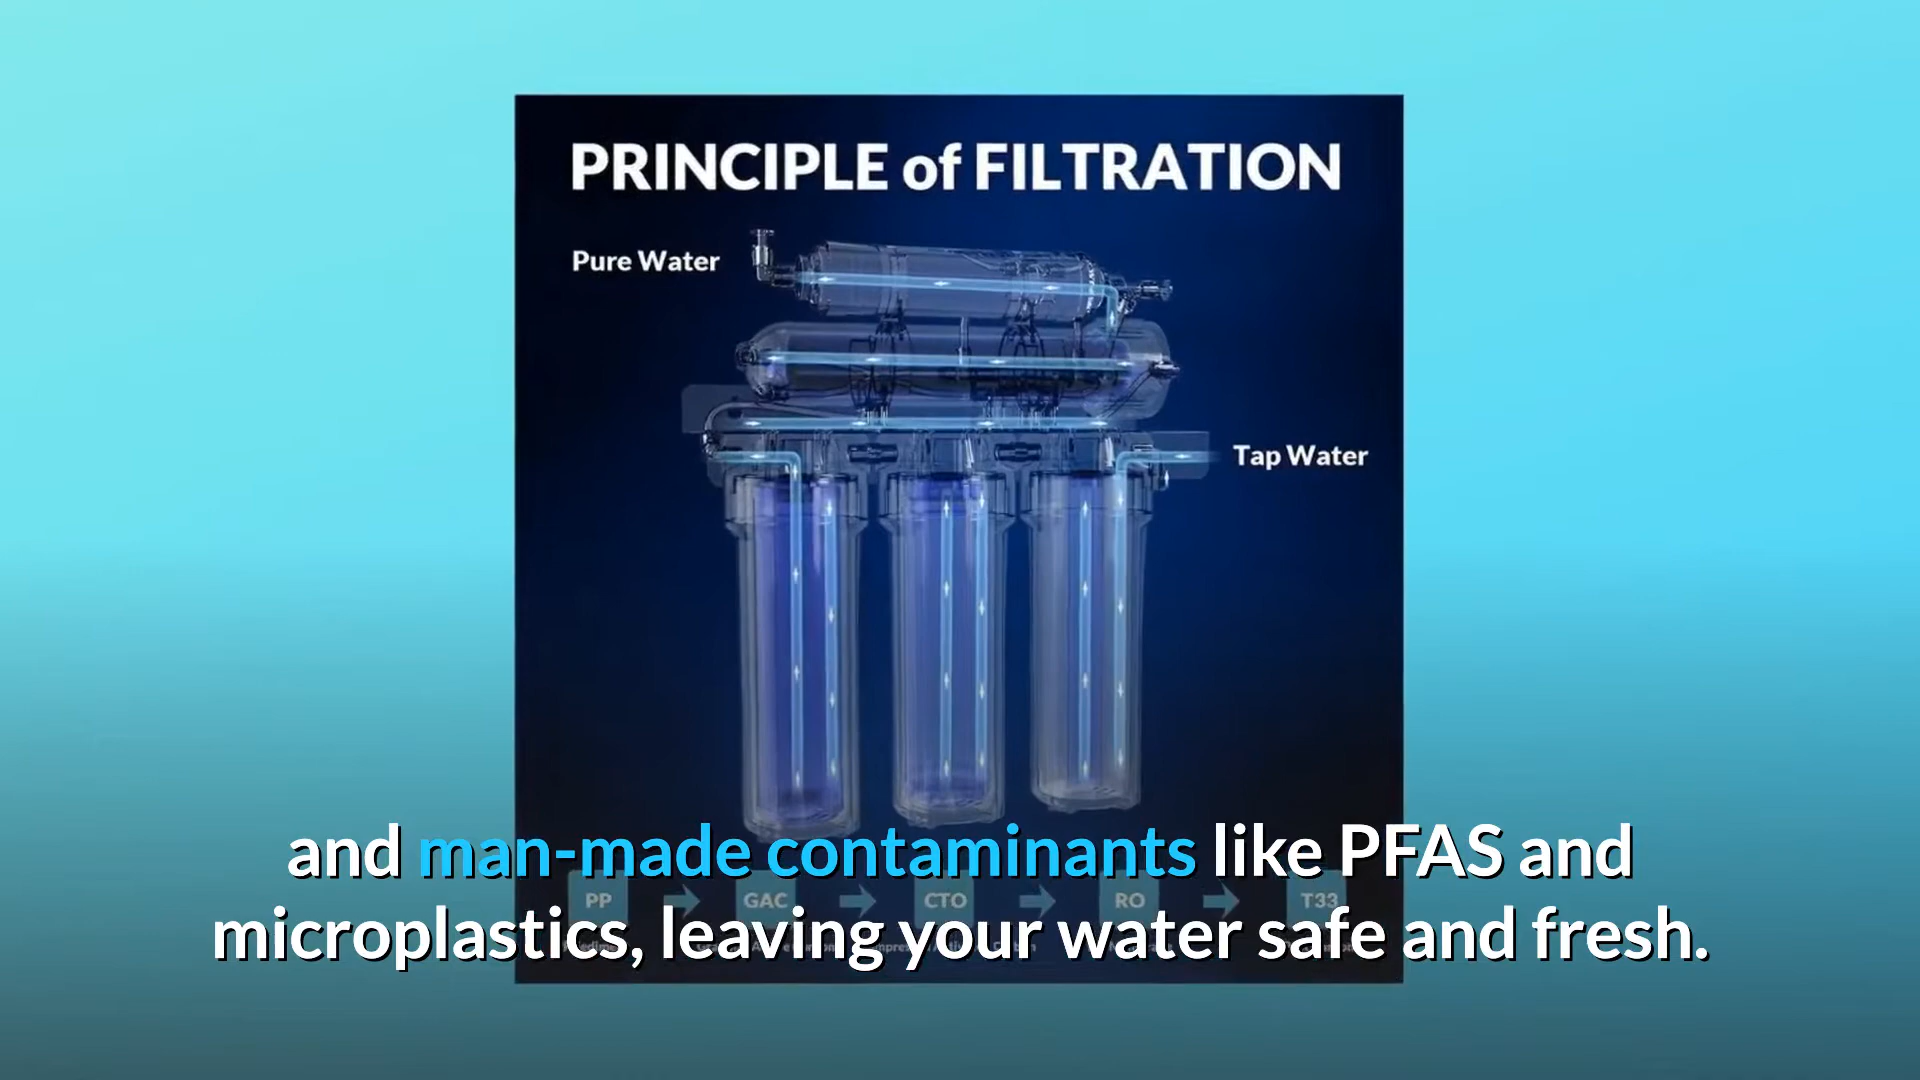 PRINCIPLE of FILTRATION
Pure Water
Tap Water
and man-made contaminants like PFAS and
PP GAC CTO RO T33
microplastics, leaving your water safe and fresh.